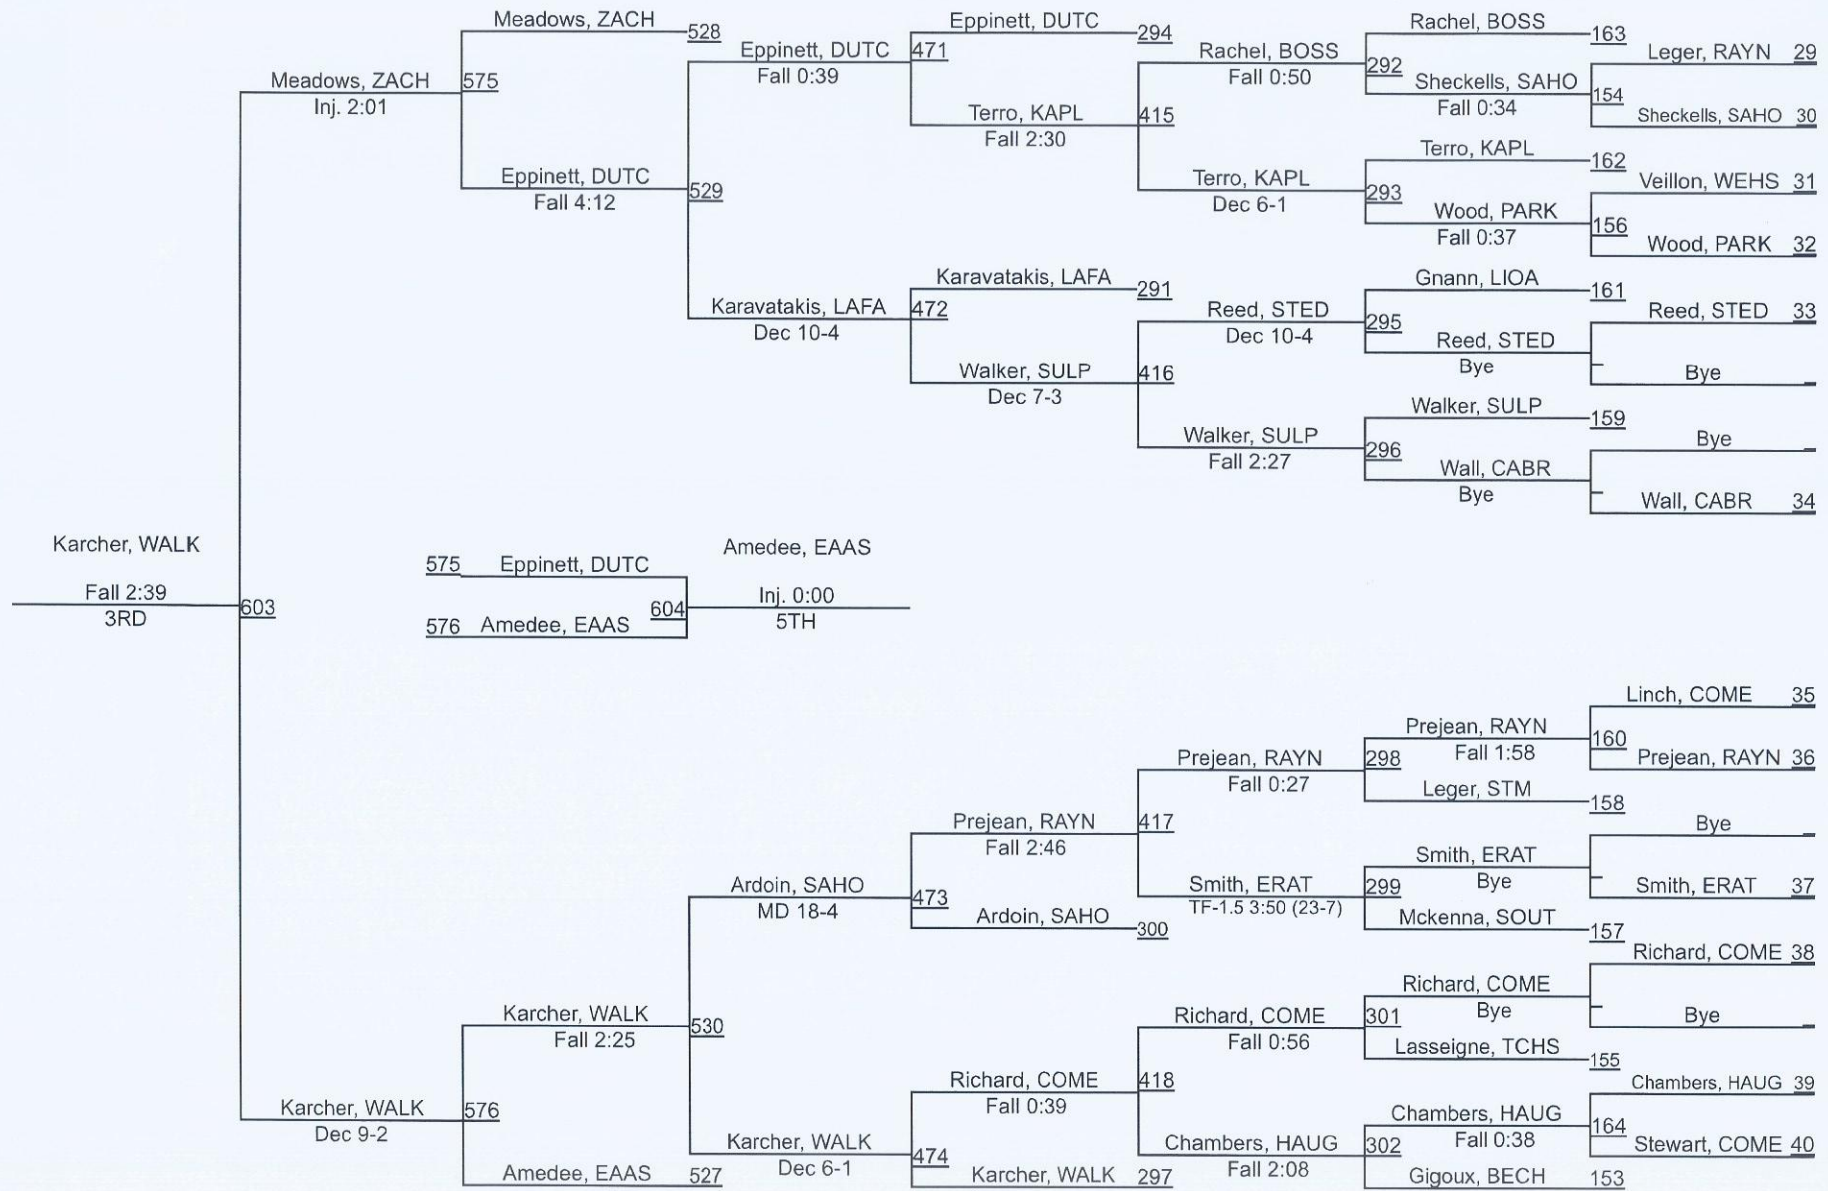 Meadows, ZACH
528
Eppinett, DUTC
294
Rachel, BOSS
163
Leger, RAYN 29
Eppinett, DUTC
Fall 0:39
471
Rachel, BOSS
Fall 0:50
292
Sheckells, SAHO
Fall 0:34
154
Sheckells, SAHO 30
Meadows, ZACH
Inj. 2:01
575
Terro, KAPL
Fall 2:30
415
Terro, KAPL
162
Veillon, WEHS 31
Eppinett, DUTC
Fall 4:12
529
Terro, KAPL
Dec 6-1
293
Wood, PARK
Fall 0:37
156
Wood, PARK 32
Karavatakis, LAFA
291
Gnann, LIOA
161
Reed, STED 33
Karavatakis, LAFA
Dec 10-4
472
Reed, STED
Dec 10-4
295
Reed, STED
Bye
Bye
Walker, SULP
Dec 7-3
416
Walker, SULP
159
Bye
Walker, SULP
Fall 2:27
296
Wall, CABR
Bye
Wall, CABR 34
Karcher, WALK
Fall 2:39
3RD
603
575 Eppinett, DUTC
576 Amedee, EAAS
604
Amedee, EAAS
Inj. 0:00
5TH
Linch, COME 35
Prejean, RAYN
Fall 1:58
160
Prejean, RAYN 36
Prejean, RAYN
Fall 0:27
298
Leger, STM
158
Bye
Prejean, RAYN
Fall 2:46
417
Smith, ERAT
Bye
Smith, ERAT 37
Ardoin, SAHO
MD 18-4
473
Smith, ERAT
TF-1.5 3:50 (23-7)
299
Ardoin, SAHO
300
Mckenna, SOUT
157
Richard, COME 38
Karcher, WALK
Fall 2:25
530
Richard, COME
Fall 0:56
301
Richard, COME
Bye
Bye
Lasseigne, TCHS
155
Richard, COME
Fall 0:39
418
Chambers, HAUG 39
Karcher, WALK
Dec 9-2
576
Chambers, HAUG
Fall 0:38
164
Stewart, COME 40
Karcher, WALK
Dec 6-1
474
Chambers, HAUG
Fall 2:08
302
Amedee, EAAS
527
Karcher, WALK
297
Gigoux, BECH
153